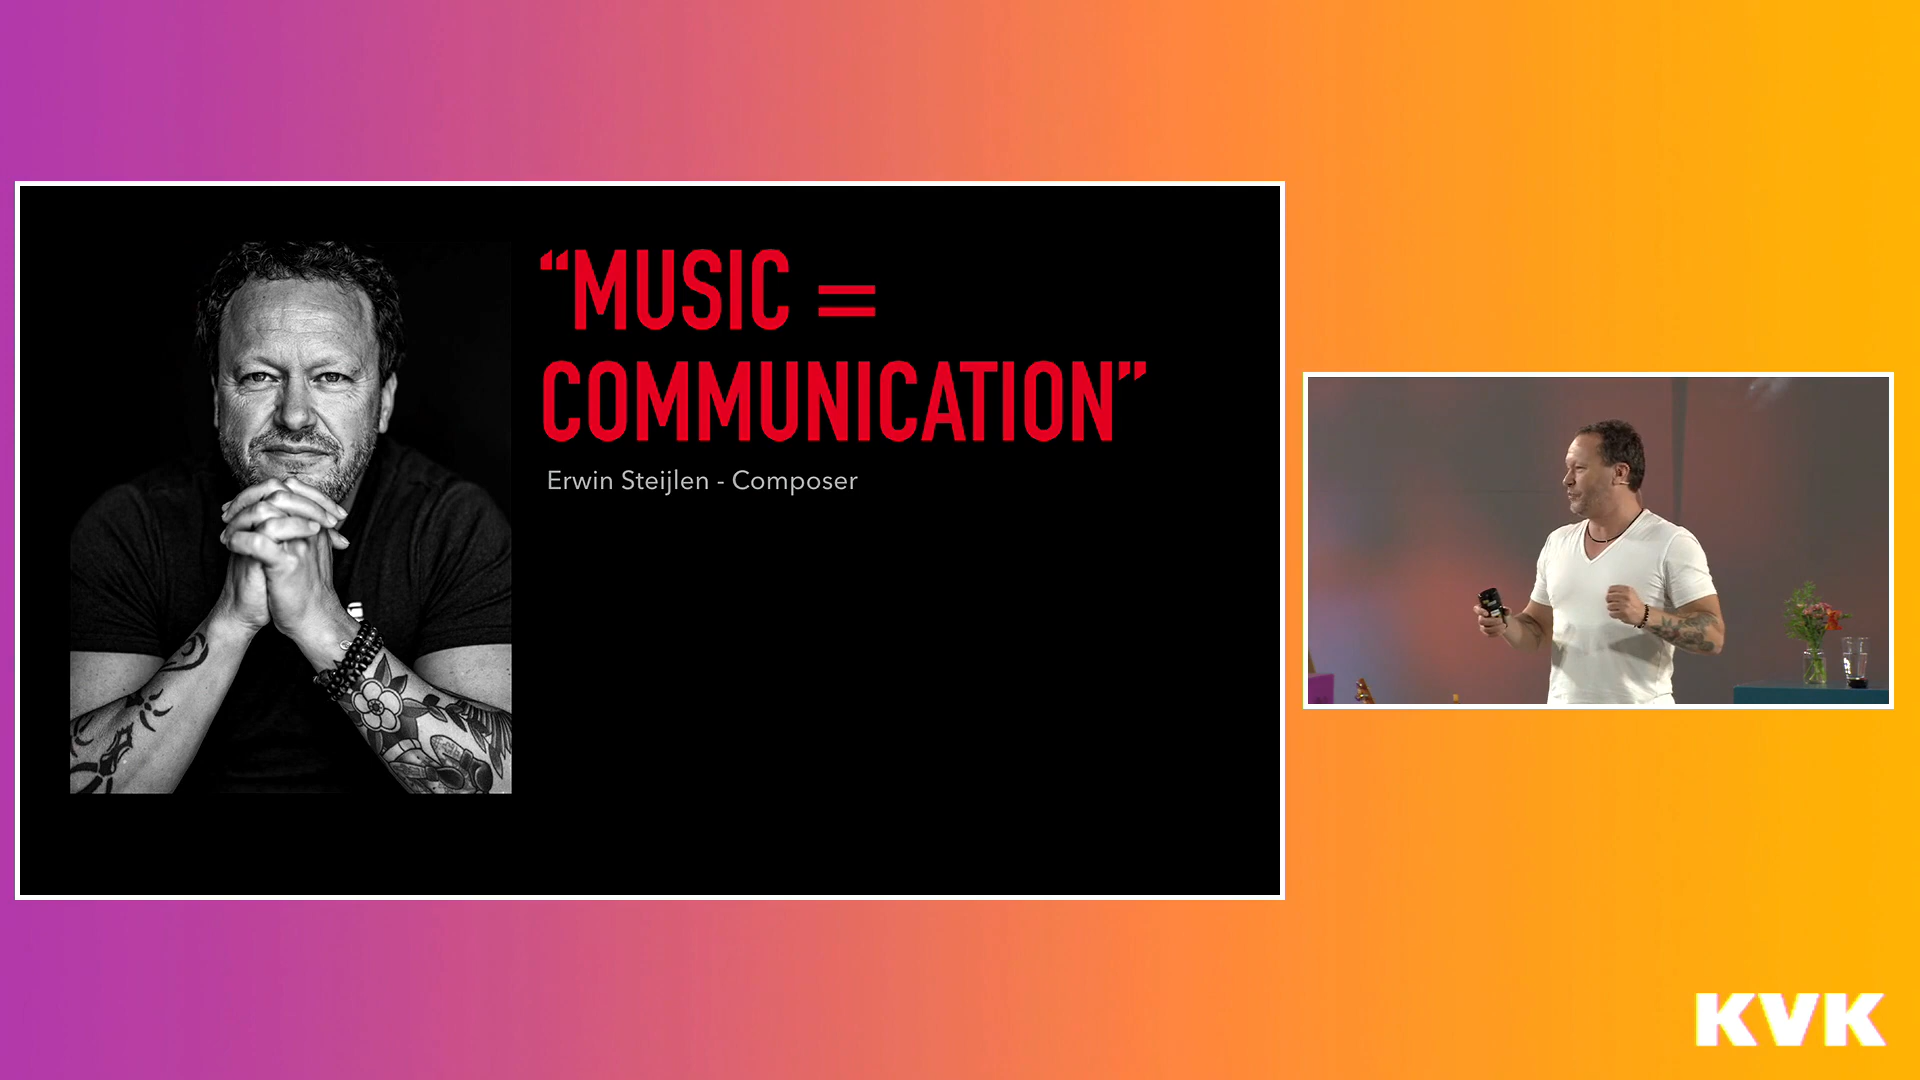 “MUSIC =
COMMUNICATION”
Erwin Steijlen - Composer
KVK